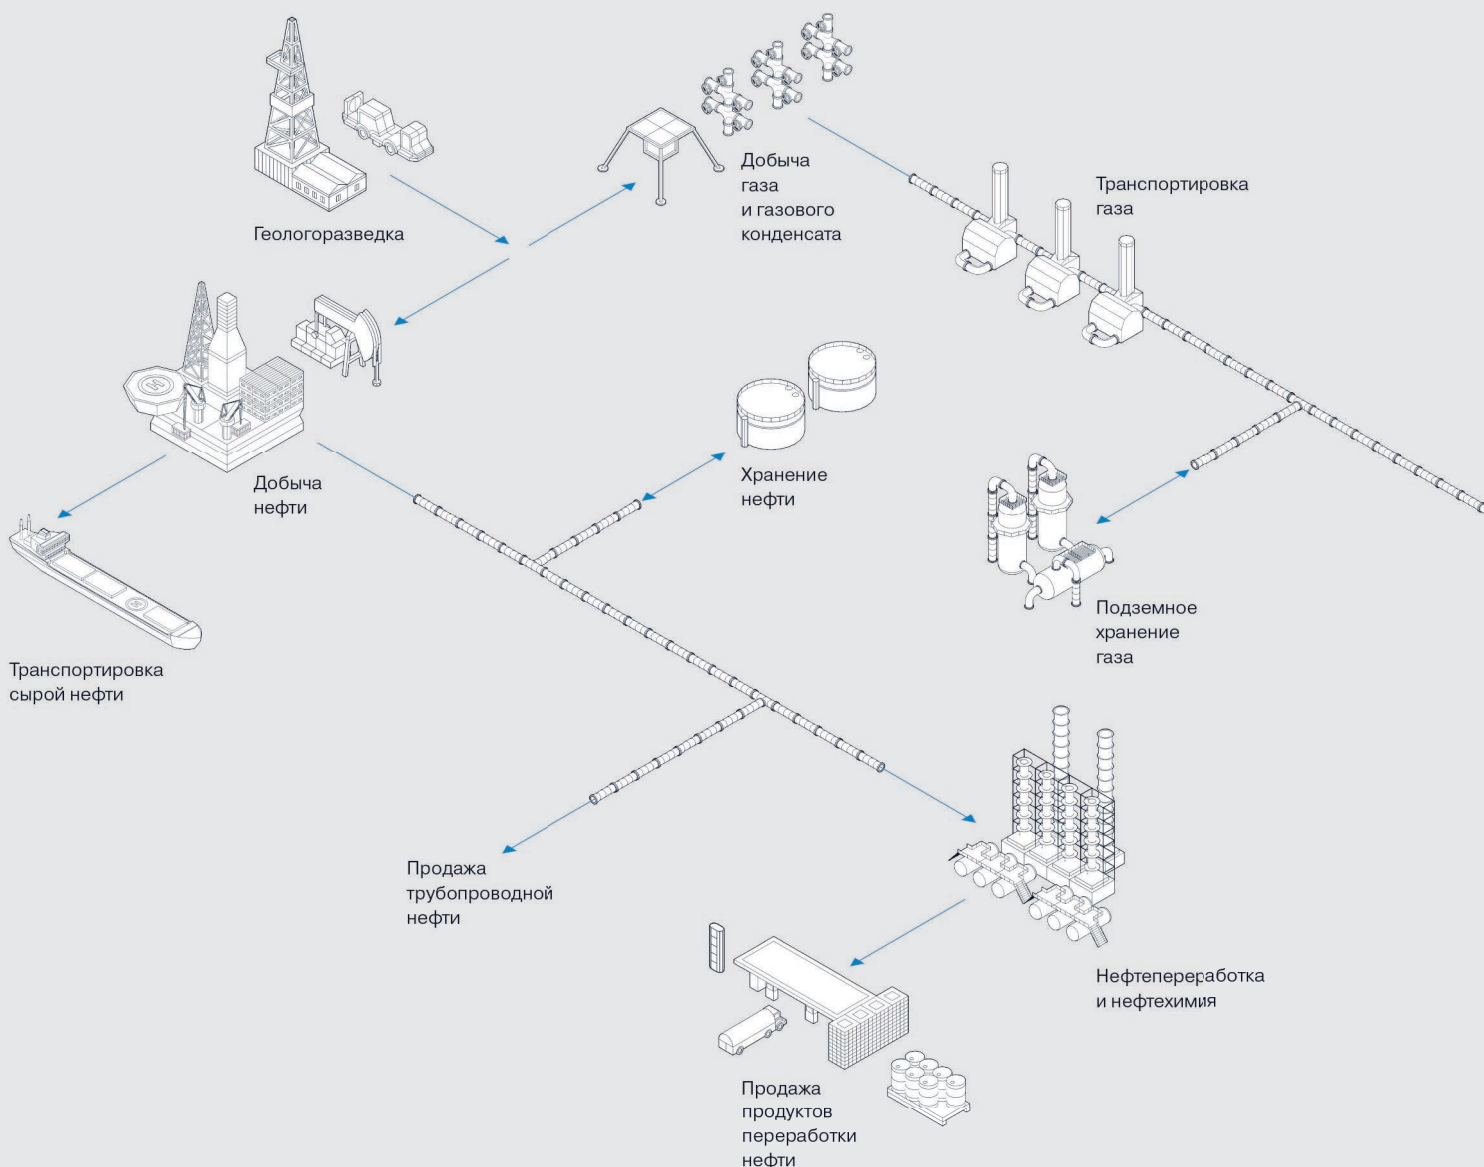 Геологоразведка
Добыча
газа
и газового
конденсата
Транспортировка
газа
Добыча
нефти
Хранение
нефти
Подземное
хранение
газа
Транспортировка
сырой нефти
Продажа
трубопроводной
нефти
Нефтепереработка
и нефтехимия
Продажа
продуктов
переработки
нефти